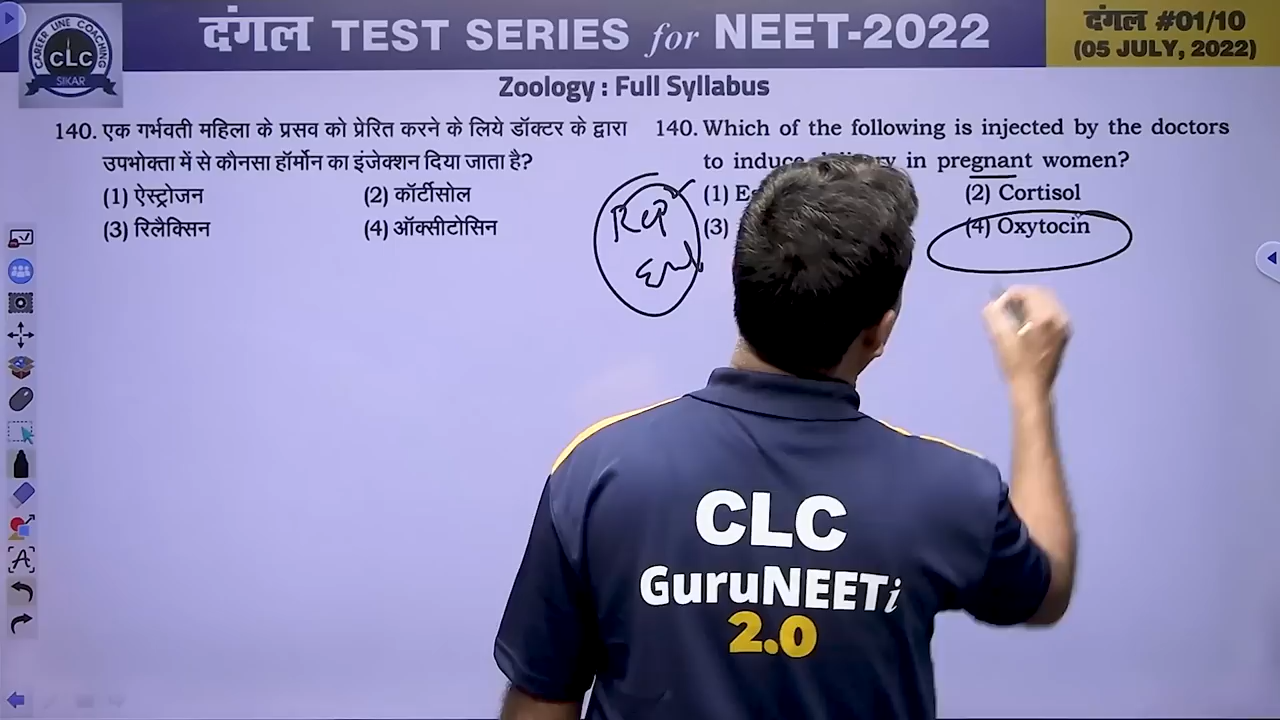 CAREER LINE COACHING
CLC
SIKAR
दंगल TEST SERIES for NEET-2022
दंगल #01/10
(05 JULY, 2022)
Zoology : Full Syllabus
140. एक गर्भवती महिला के प्रसव को प्रेरित करने के लिये डॉक्टर के द्वारा
उपभोक्ता में से कौनसा हॉर्मोन का इंजेक्शन दिया जाता है?
(1) ऐस्ट्रोजन (2) कॉर्टीसोल
(3) रिलैक्सिन (4) ऑक्सीटोसिन
140. Which of the following is injected by the doctors
to in pregnant women?
(1) (2) Cortisol
(3) (4) Oxytocin
CLC
GuruNEETi
2.0